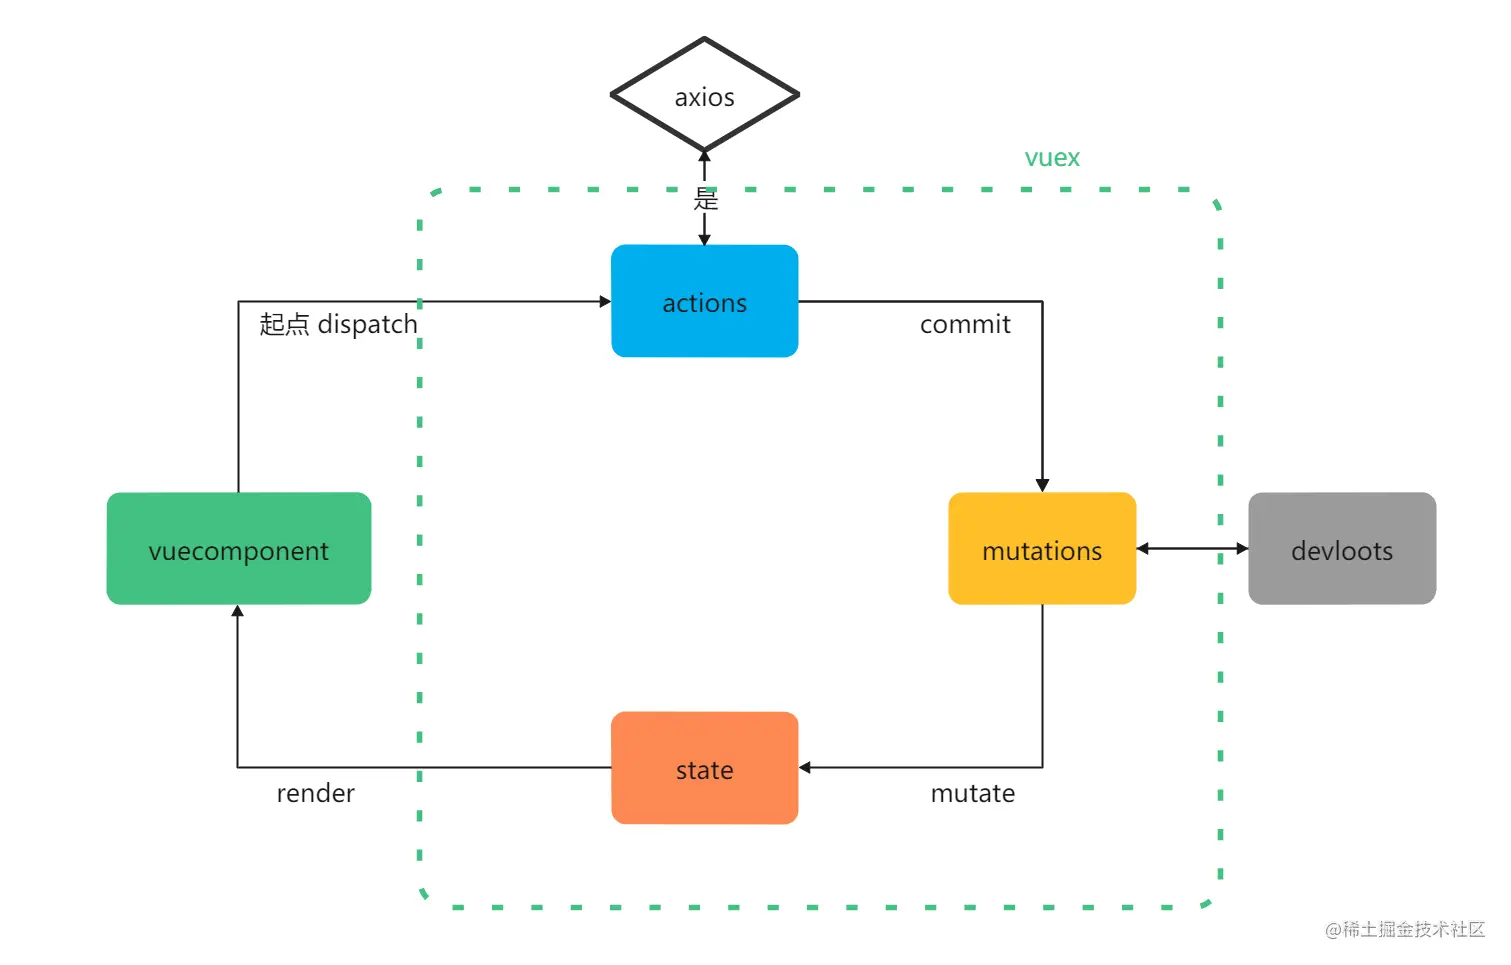 axios
vuex
是
actions
起点 dispatch
commit
vuecomponent
mutations
devloots
state
render
mutate
@稀土掘金技术社区